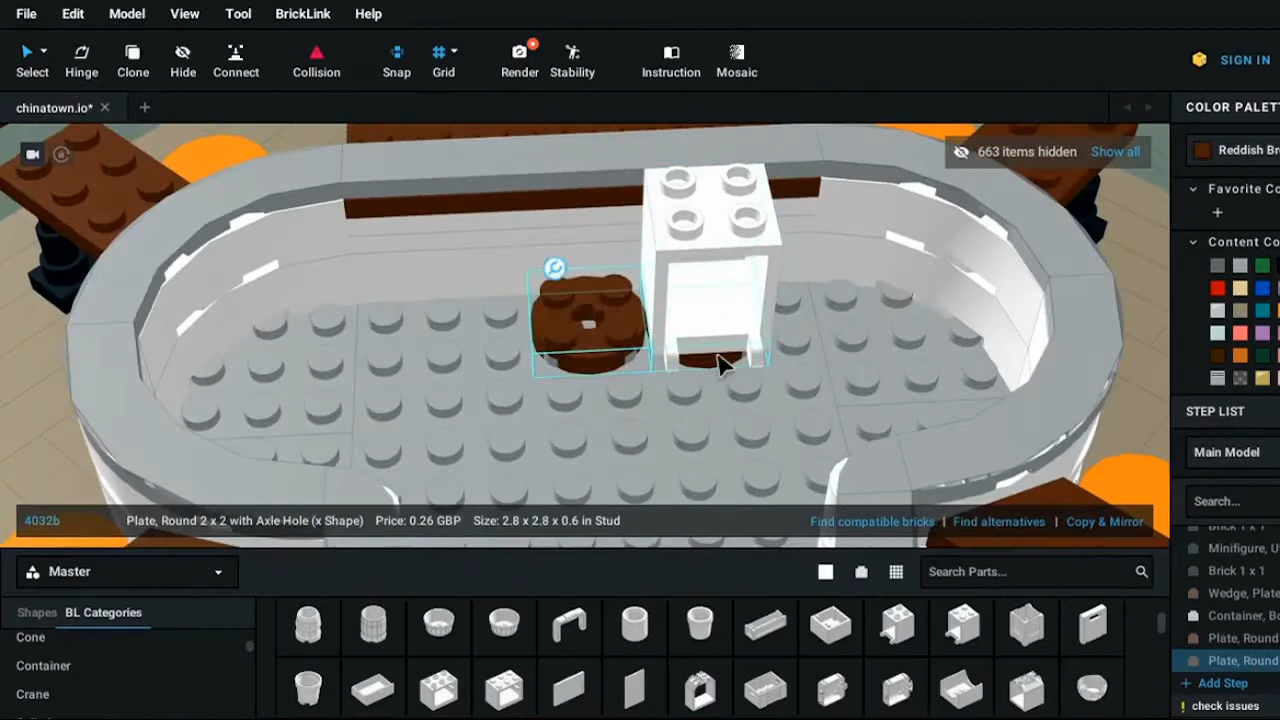 File Edit Model View Tool BrickLink Help
Select Hinge Clone Hide Connect Collision Snap Grid Render Stability Instruction Mosaic SIGN IN
chinatown.io*
COLOR PALET
663 items hidden Show all
Reddish Br
Favorite Co
Content Co
STEP LIST
Main Model
Search...
4032b Plate, Round 2 x 2 with Axle Hole (x Shape) Price: 0.26 GBP Size: 2.8 x 2.8 x 0.6 in Stud Find compatible bricks | Find alternatives | Copy & Mirror
Brick 1 x 1
Minifigure, U
Brick 1 x 1
Wedge, Plate
Container, Bo
Plate, Round
Plate, Round
+ Add Step
check issues
Master
Search Parts...
Shapes BL Categories
Cone
Container
Crane